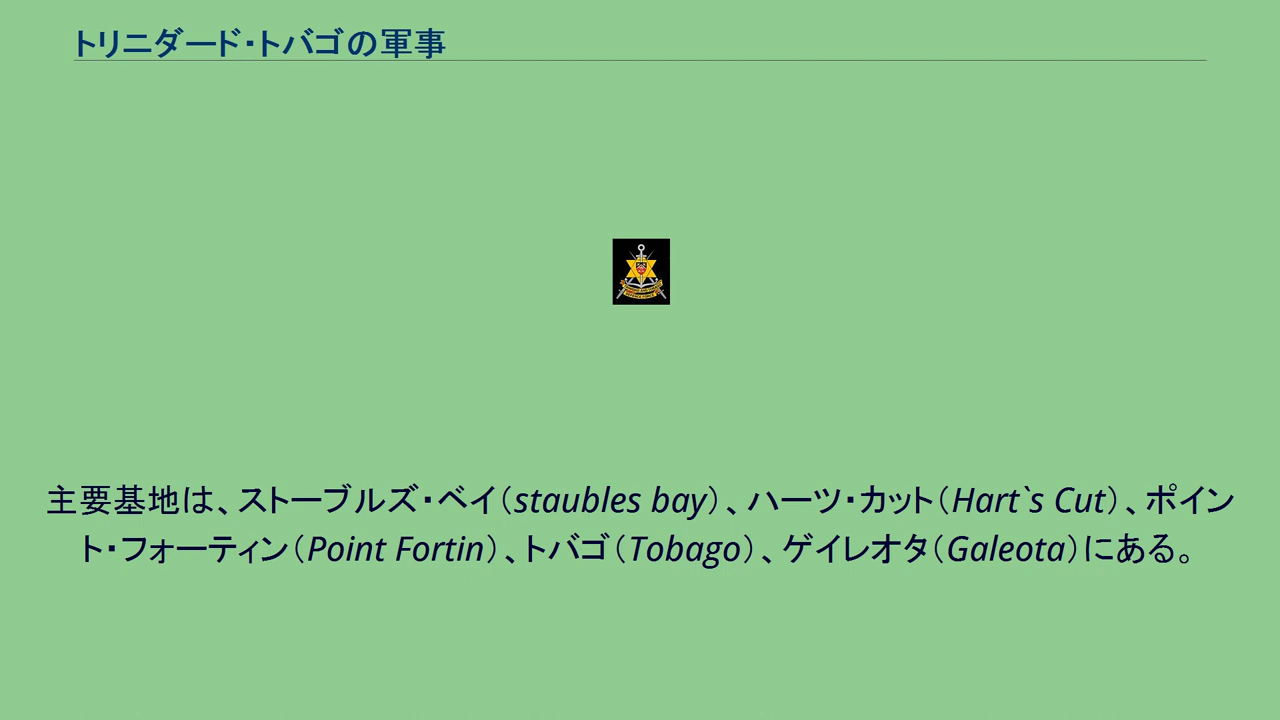 トリニダード・トバゴの軍事
主要基地は、ストーブルズ・ベイ（staubles bay）、ハーツ・カット（Hart`s Cut）、ポイン
ト・フォーティン（Point Fortin）、トバゴ（Tobago）、ゲイレオタ（Galeota）にある。